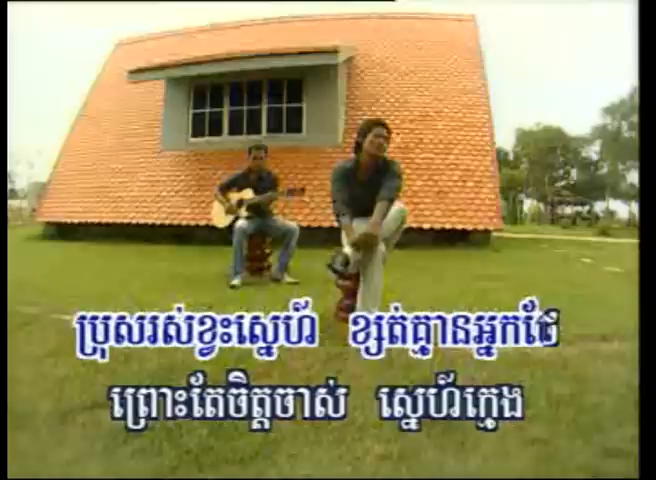 ប្រុសរស់ខ្វះស្នេហ៍ ខ្សត់គ្មានអ្នកថែ
ព្រោះតែចិត្តចាស់ ស្នេហ៍ក្មេង